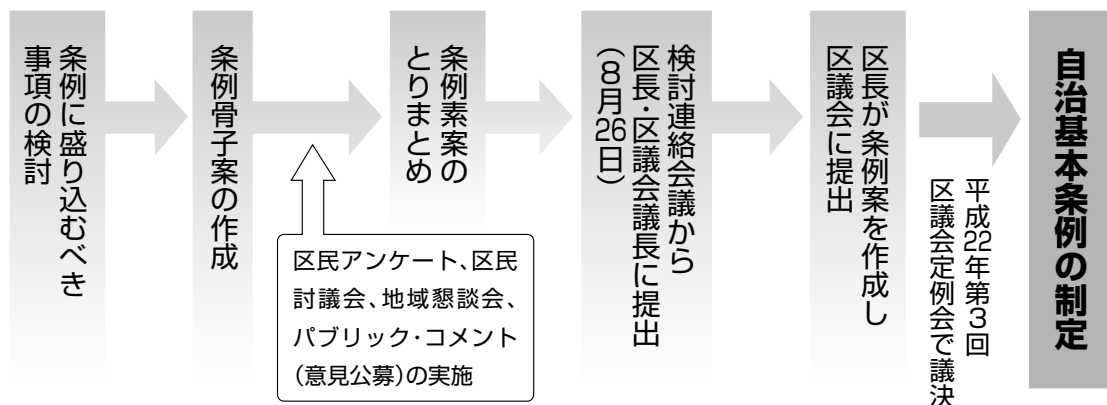 条例に盛り込むべき
事項の検討
条例骨子案の作成
区民アンケート、区民
討議会、地域懇談会、
パブリック・コメント
(意見公募)の実施
条例素案の
とりまとめ
検討連絡会議から
区長・区議会議長に提出
(8月26日)
区長が条例案を作成し
区議会に提出
平成22年第3回
区議会定例会で議決
自治基本条例の制定